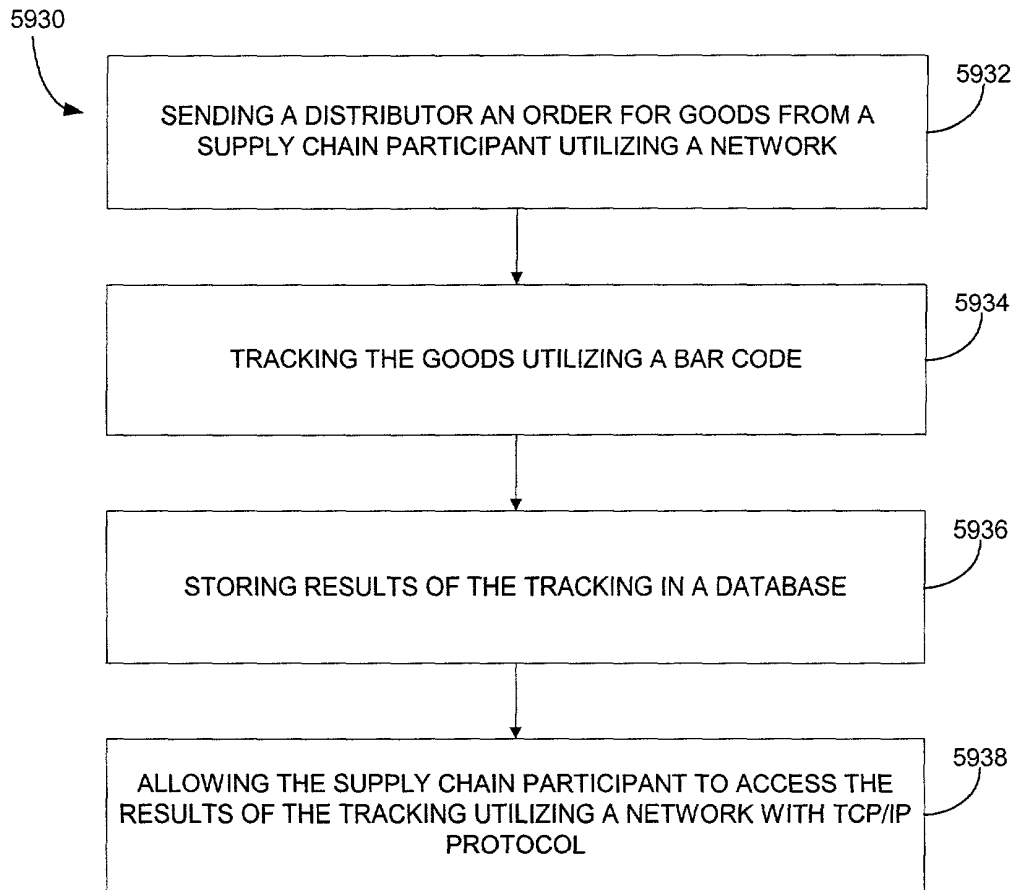 5930
5932
SENDING A DISTRIBUTOR AN ORDER FOR GOODS FROM A
SUPPLY CHAIN PARTICIPANT UTILIZING A NETWORK
5934
TRACKING THE GOODS UTILIZING A BAR CODE
5936
STORING RESULTS OF THE TRACKING IN A DATABASE
5938
ALLOWING THE SUPPLY CHAIN PARTICIPANT TO ACCESS THE
RESULTS OF THE TRACKING UTILIZING A NETWORK WITH TCP/IP
PROTOCOL